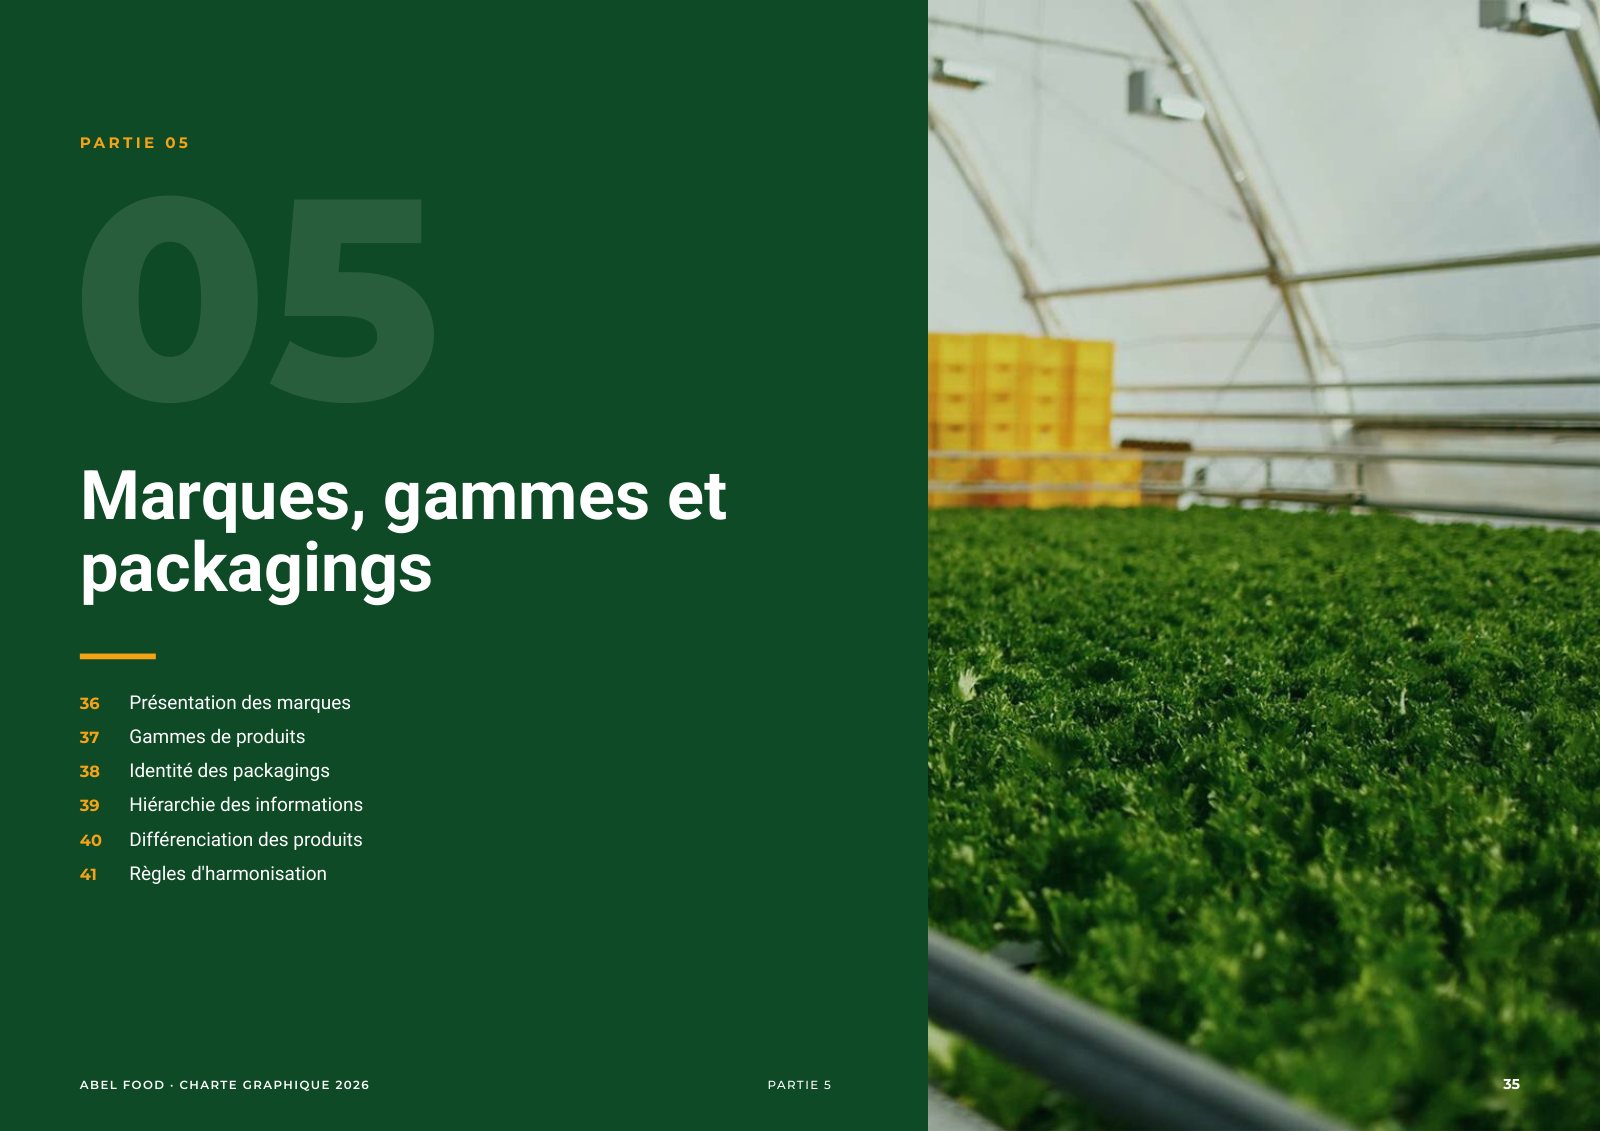 PARTIE 05
05
Marques, gammes et
packagings
36 Présentation des marques
37 Gammes de produits
38 Identité des packagings
39 Hiérarchie des informations
40 Différenciation des produits
41 Règles d'harmonisation
ABEL FOOD · CHARTE GRAPHIQUE 2026 PARTIE 5 35